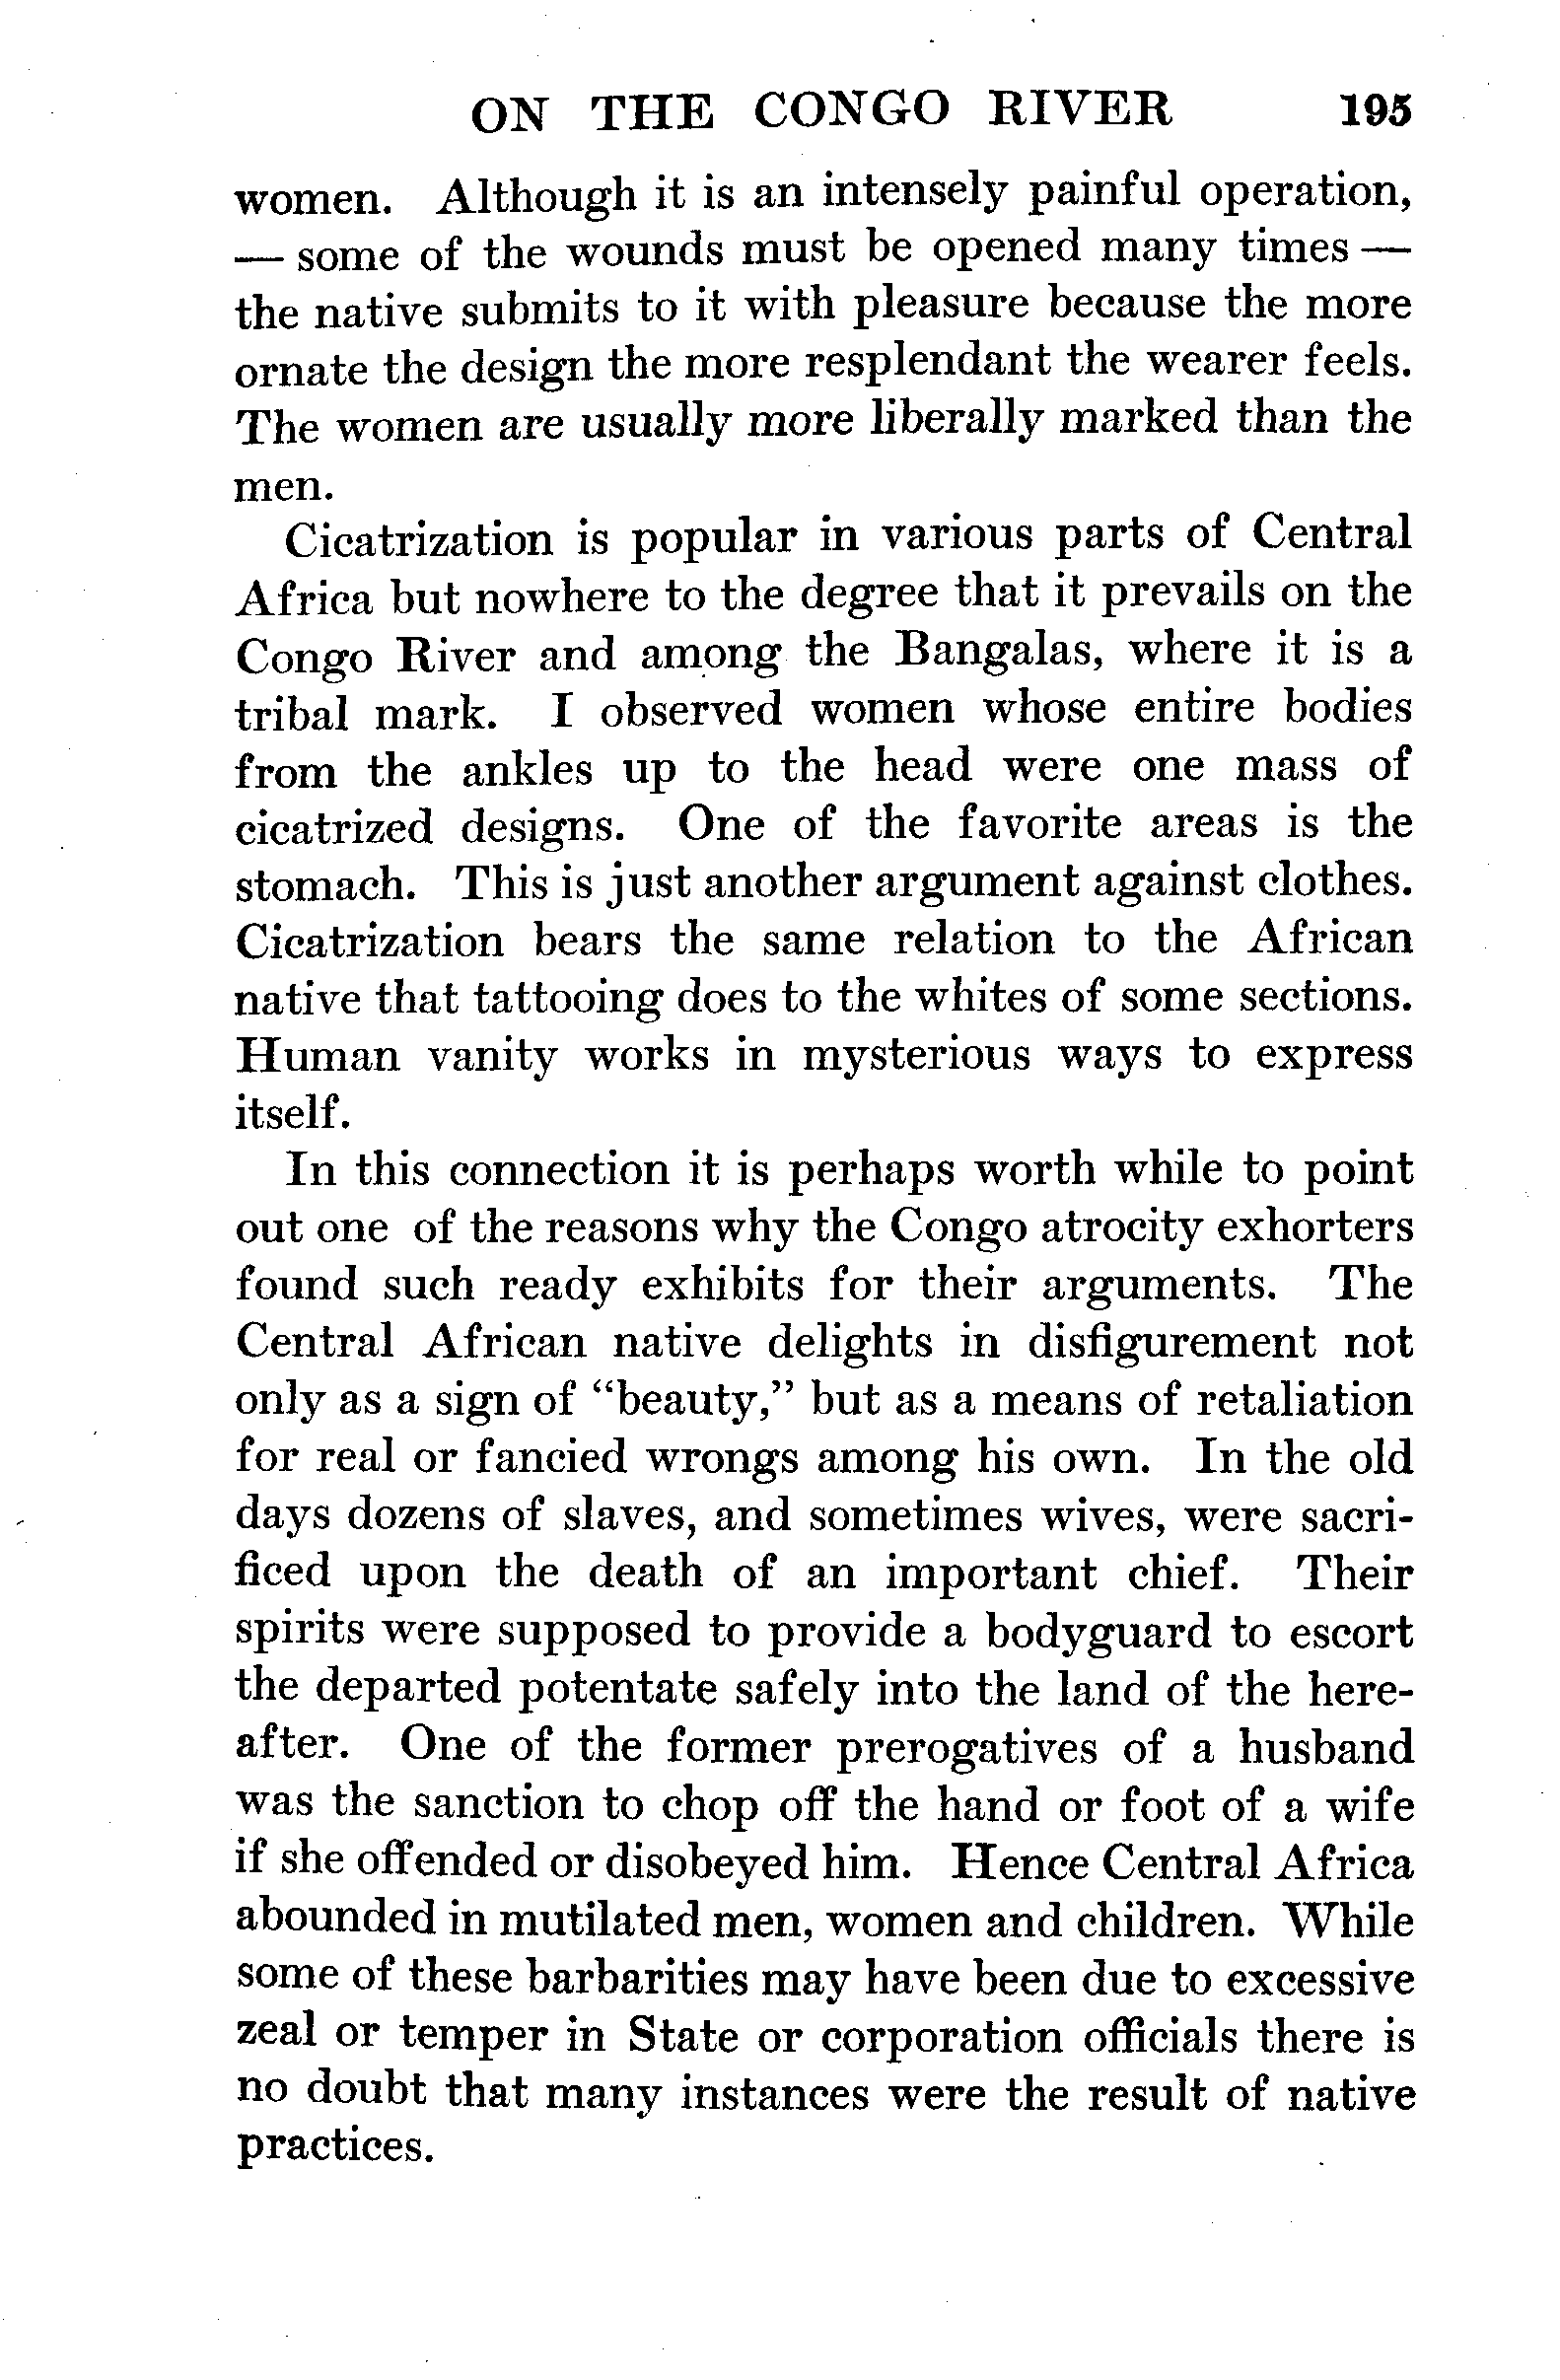 ON THE CONGO RIVER 195
women. Although it is an intensely painful operation,
— some of the wounds must be opened many times —
the native submits to it with pleasure because the more
ornate the design the more resplendant the wearer feels.
The women are usually more liberally marked than the
men.
Cicatrization is popular in various parts of Central
Africa but nowhere to the degree that it prevails on the
Congo River and among the Bangalas, where it is a
tribal mark. I observed women whose entire bodies
from the ankles up to the head were one mass of
cicatrized designs. One of the favorite areas is the
stomach. This is just another argument against clothes.
Cicatrization bears the same relation to the African
native that tattooing does to the whites of some sections.
Human vanity works in mysterious ways to express
itself.
In this connection it is perhaps worth while to point
out one of the reasons why the Congo atrocity exhorters
found such ready exhibits for their arguments. The
Central African native delights in disfigurement not
only as a sign of “beauty,” but as a means of retaliation
for real or fancied wrongs among his own. In the old
days dozens of slaves, and sometimes wives, were sacri-
ficed upon the death of an important chief. Their
spirits were supposed to provide a bodyguard to escort
the departed potentate safely into the land of the here-
after. One of the former prerogatives of a husband
was the sanction to chop off the hand or foot of a wife
if she offended or disobeyed him. Hence Central Africa
abounded in mutilated men, women and children. While
some of these barbarities may have been due to excessive
zeal or temper in State or corporation officials there is
no doubt that many instances were the result of native
practices.